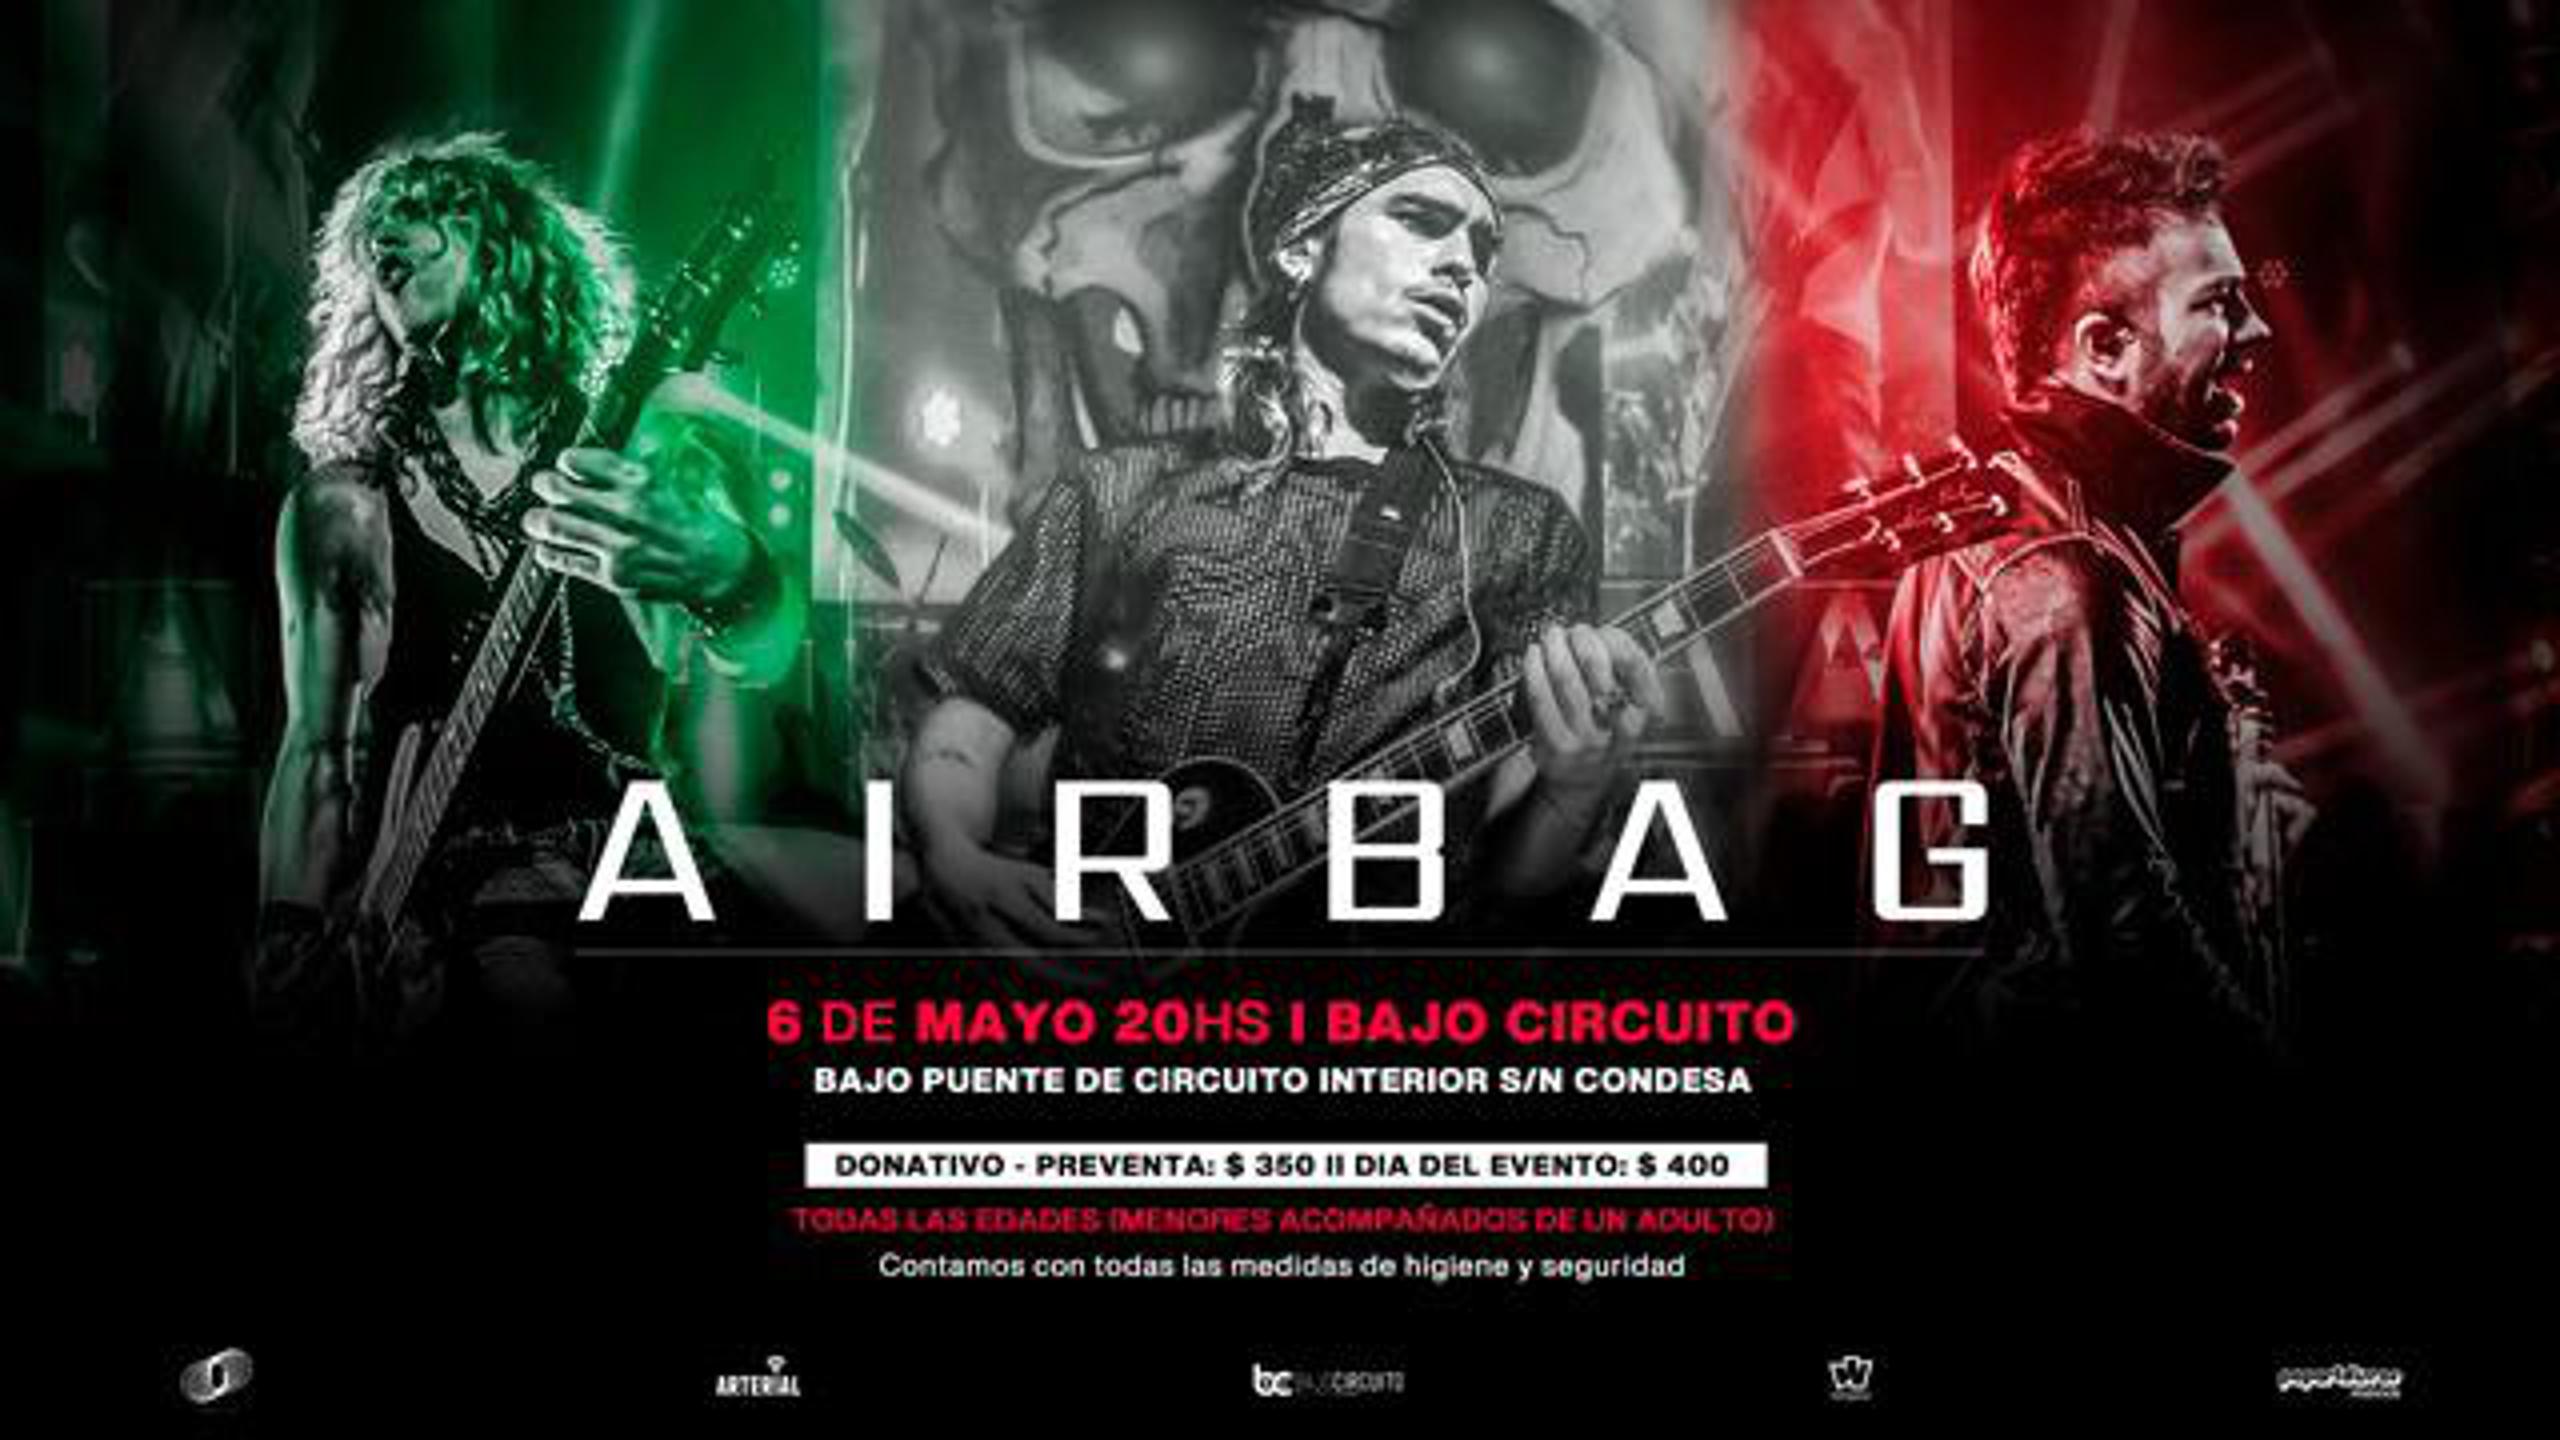 AIRBAG
6 DE MAYO 20HS I BAJO CIRCUITO
BAJO PUENTE DE CIRCUITO INTERIOR S/N CONDESA
DONATIVO - PREVENTA: $ 350 II DIA DEL EVENTO: $ 400
TODAS LAS EDADES (MENORES ACOMPAÑADOS DE UN ADULTO)
Contamos con todas las medidas de higiene y seguridad
ARTERIAL
bc BAJO CIRCUITO
W